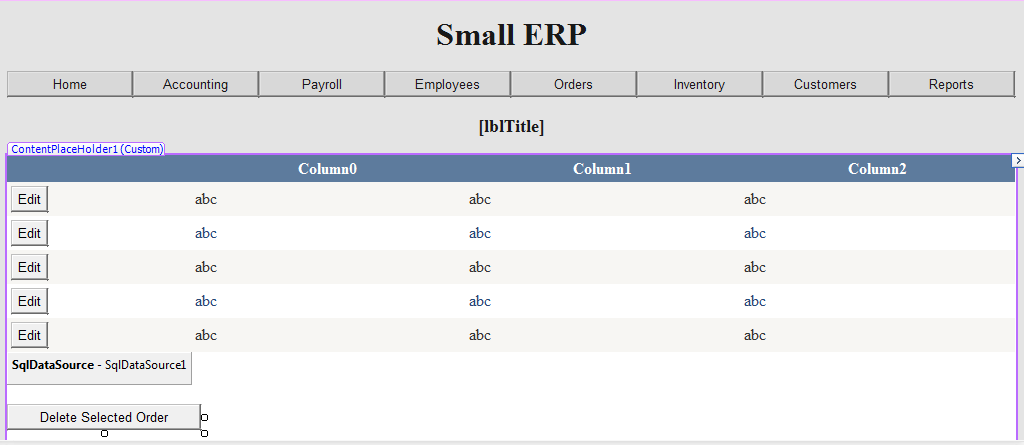 Small ERP
Home Accounting Payroll Employees Orders Inventory Customers Reports
[lblTitle]
ContentPlaceHolder1 (Custom)
Column0 Column1 Column2
Edit abc abc abc
Edit abc abc abc
Edit abc abc abc
Edit abc abc abc
Edit abc abc abc
SqlDataSource - SqlDataSource1
Delete Selected Order